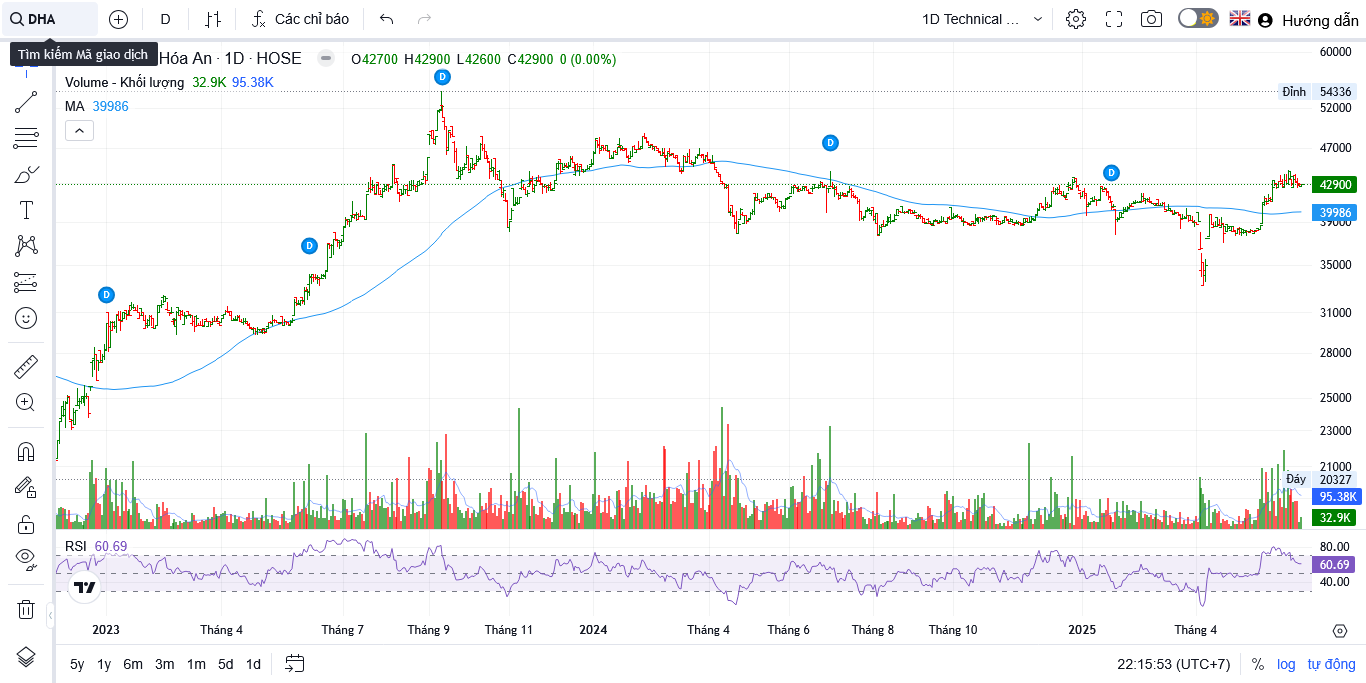 DHA D Các chỉ báo 1D Technical ... Hướng dẫn
Tìm kiếm Mã giao dịch
Hóa An · 1D · HOSE O42700 H42900 L42600 C42900 0 (0.00%)
Volume - Khối lượng 32.9K 95.38K
MA 39986
D
D
D
D
D
60000
Đỉnh 54336
52000
47000
42900
39986
39000
35000
31000
28000
25000
23000
21000
Đáy 20327
95.38K
32.9K
RSI 60.69
80.00
60.69
40.00
2023 Tháng 4 Tháng 7 Tháng 9 Tháng 11 2024 Tháng 4 Tháng 6 Tháng 8 Tháng 10 2025 Tháng 4
5y 1y 6m 3m 1m 5d 1d 22:15:53 (UTC+7) % log tự động